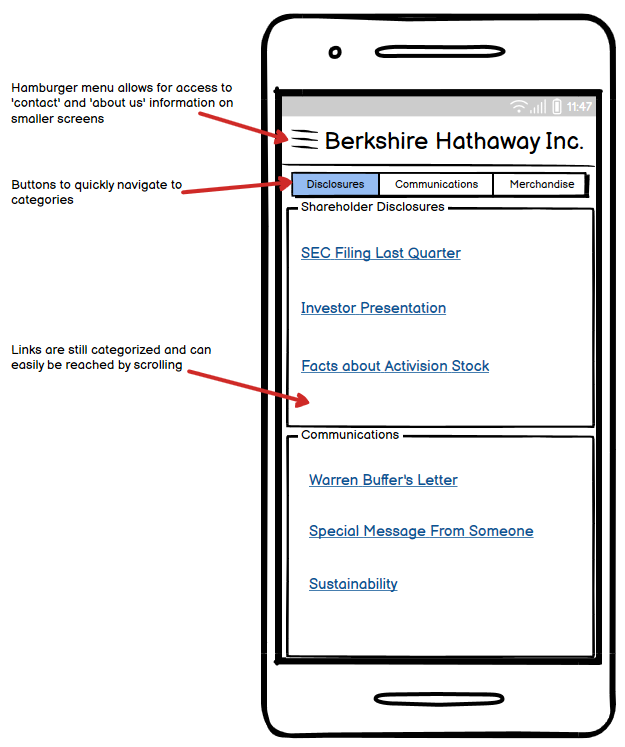 Hamburger menu allows for access to
'contact' and 'about us' information on
smaller screens
Buttons to quickly navigate to
categories
Links are still categorized and can
easily be reached by scrolling
11:47
Berkshire Hathaway Inc.
Disclosures
Communications
Merchandise
Shareholder Disclosures
SEC Filing Last Quarter
Investor Presentation
Facts about Activision Stock
Communications
Warren Buffer's Letter
Special Message From Someone
Sustainability